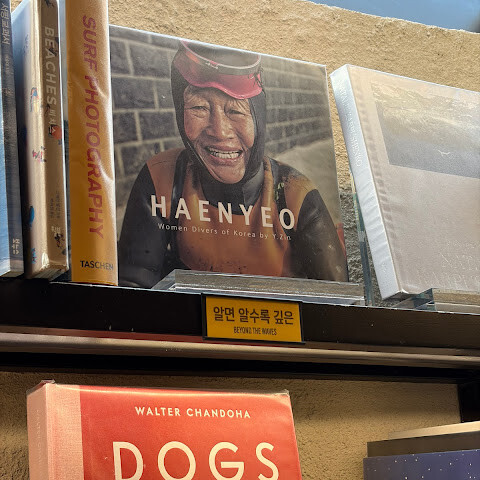 BEACHES
SURF PHOTOGRAPHY
TASCHEN
HAENYEO
Women Divers of Korea by Y.Zin
알면 알수록 깊은
BEYOND THE WAVES
WALTER CHANDOHA
DOGS